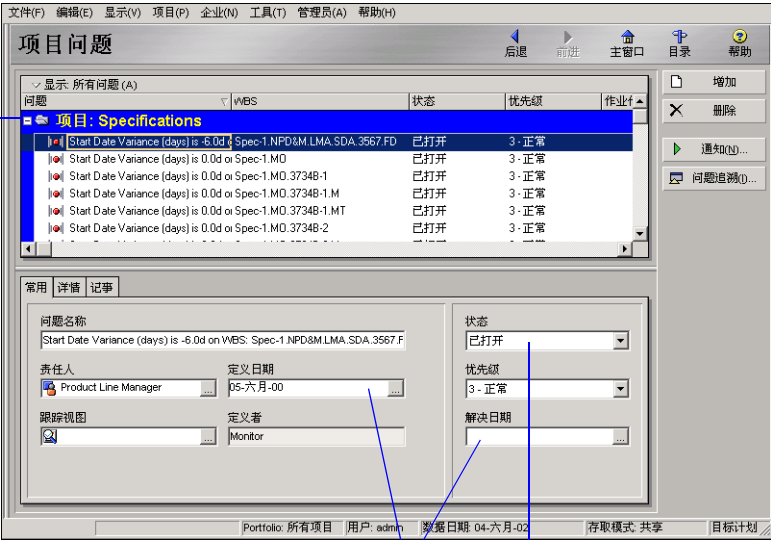 文件(F) 编辑(E) 显示(V) 项目(P) 企业(N) 工具(T) 管理员(A) 帮助(H)
项目问题
后退 前进 主窗口 目录 帮助
显示: 所有问题 (A)
问题 WBS 状态 优先级
项目: Specifications
Start Date Variance (days) is -6.0d Spec-1.NPD&M.LMA.SDA.3567.FD 已打开 3 - 正常
Start Date Variance (days) is 0.0d Spec-1.MO 已打开 3 - 正常
Start Date Variance (days) is 0.0d Spec-1.MO.3734B-1 已打开 3 - 正常
Start Date Variance (days) is 0.0d Spec-1.MO.3734B-1.M 已打开 3 - 正常
Start Date Variance (days) is 0.0d Spec-1.MO.3734B-1.MT 已打开 3 - 正常
Start Date Variance (days) is 0.0d Spec-1.MO.3734B-2 已打开 3 - 正常
增加
删除
通知(N)...
问题追溯(I)...
常用 详情 记事
问题名称
Start Date Variance (days) is -6.0d on WBS: Spec-1.NPD&M.LMA.SDA.3567.F
责任人 定义日期
Product Line Manager ... 05-六月-00 ...
跟踪视图 定义者
... Monitor
状态
已打开
优先级
3 - 正常
解决日期
...
Portfolio: 所有项目 用户: admin 数据日期: 04-六月-02 存取模式: 共享 目标计划